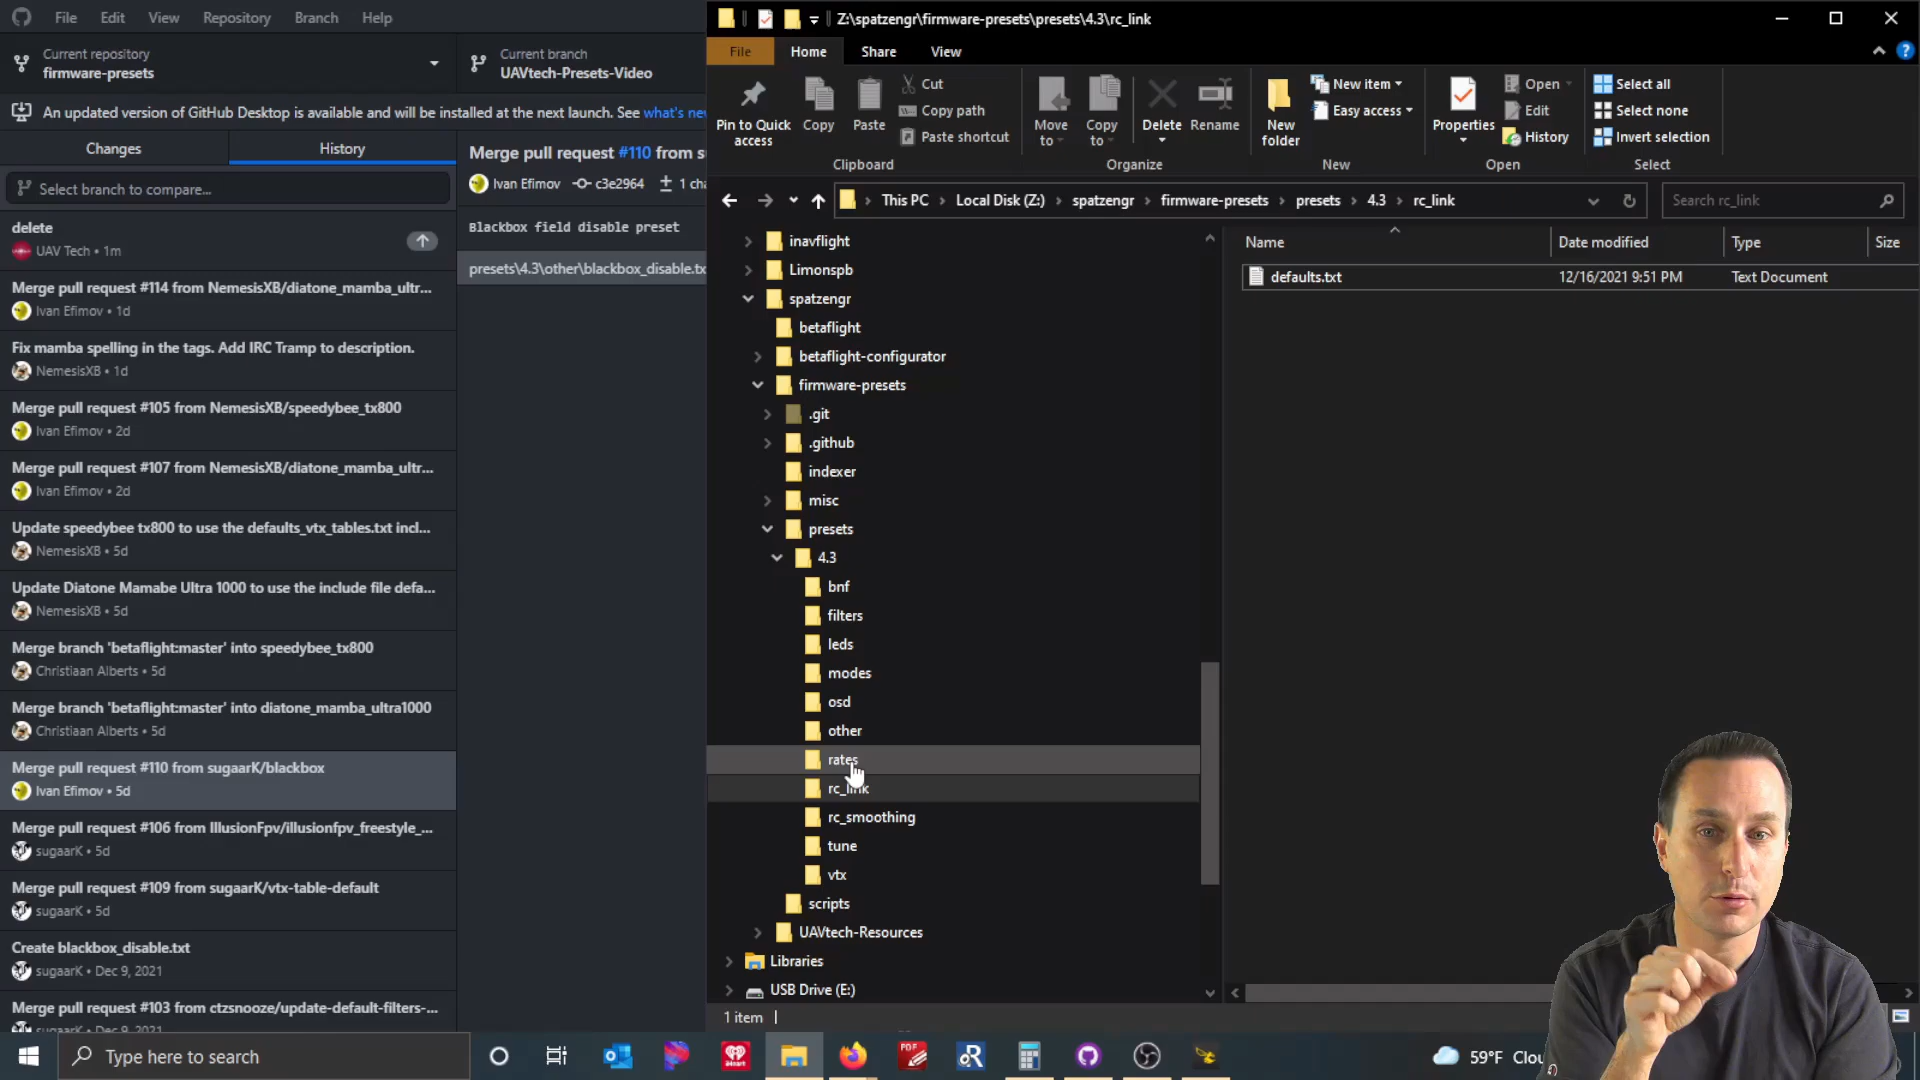 File Edit View Repository Branch Help
Current repository
firmware-presets
Current branch
UAVtech-Presets-Video
An updated version of GitHub Desktop is available and will be installed at the next launch. See what's new
Changes
History
Select branch to compare...
delete
UAV Tech • 1m
Merge pull request #114 from NemesisXB/diatone_mamba_ultr...
Ivan Efimov • 1d
Fix mamba spelling in the tags. Add IRC Tramp to description.
NemesisXB • 1d
Merge pull request #105 from NemesisXB/speedybee_tx800
Ivan Efimov • 2d
Merge pull request #107 from NemesisXB/diatone_mamba_ultr...
Ivan Efimov • 2d
Update speedybee tx800 to use the defaults_vtx_tables.txt incl...
NemesisXB • 5d
Update Diatone Mamabe Ultra 1000 to use the include file defa...
NemesisXB • 5d
Merge branch 'betaflight:master' into speedybee_tx800
Christiaan Alberts • 5d
Merge branch 'betaflight:master' into diatone_mamba_ultra1000
Christiaan Alberts • 5d
Merge pull request #110 from sugaarK/blackbox
Ivan Efimov • 5d
Merge pull request #106 from IllusionFpv/illusionfpv_freestyle_...
sugaarK • 5d
Merge pull request #109 from sugaarK/vtx-table-default
sugaarK • 5d
Create blackbox_disable.txt
sugaarK • Dec 9, 2021
Merge pull request #103 from ctzsnooze/update-default-filters-...
sugaarK • Dec 9, 2021
Merge pull request #110 from s
Ivan Efimov c3e2964 1 cha
Blackbox field disable preset
presets\4.3\other\blackbox_disable.tx
Z:\spatzengr\firmware-presets\presets\4.3\rc_link
File Home Share View
Pin to Quick access
Copy
Paste
Cut
Copy path
Paste shortcut
Clipboard
Move to
Copy to
Delete
Rename
Organize
New folder
New item
Easy access
New
Properties
Open
Edit
History
Open
Select all
Select none
Invert selection
Select
This PC > Local Disk (Z:) > spatzengr > firmware-presets > presets > 4.3 > rc_link
Search rc_link
inavflight
Limonspb
spatzengr
betaflight
betaflight-configurator
firmware-presets
.git
.github
indexer
misc
presets
4.3
bnf
filters
leds
modes
osd
other
rates
rc_link
rc_smoothing
tune
vtx
scripts
UAVtech-Resources
Libraries
USB Drive (E:)
Name Date modified Type Size
defaults.txt 12/16/2021 9:51 PM Text Document
1 item
Type here to search
59°F Clou